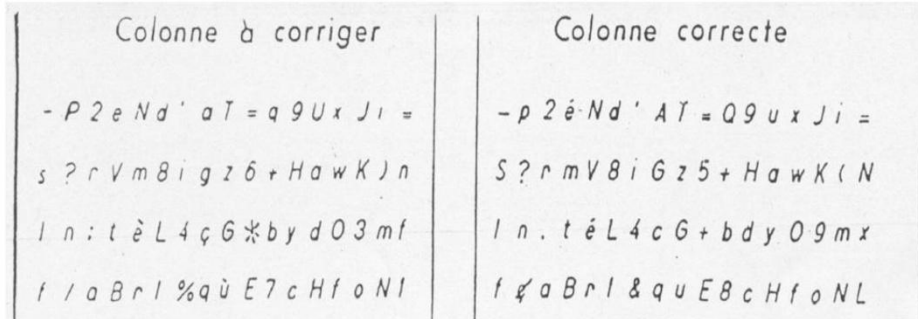 Colonne à corriger
- P 2 e N d ' a T = q 9 U x J i =
s ? r V m 8 i g z 6 + H a w K ) n
l n : t è L 4 ç G * b y d O 3 m f
f / a B r l % q ù E 7 c H f o N l
Colonne correcte
- p 2 é N d ' A T = Q 9 u x J i =
S ? r m V 8 i G z 5 + H a w K ( N
l n . t é L 4 c G + b d y O 9 m x
f a B r l & q u E 8 c H f o N L